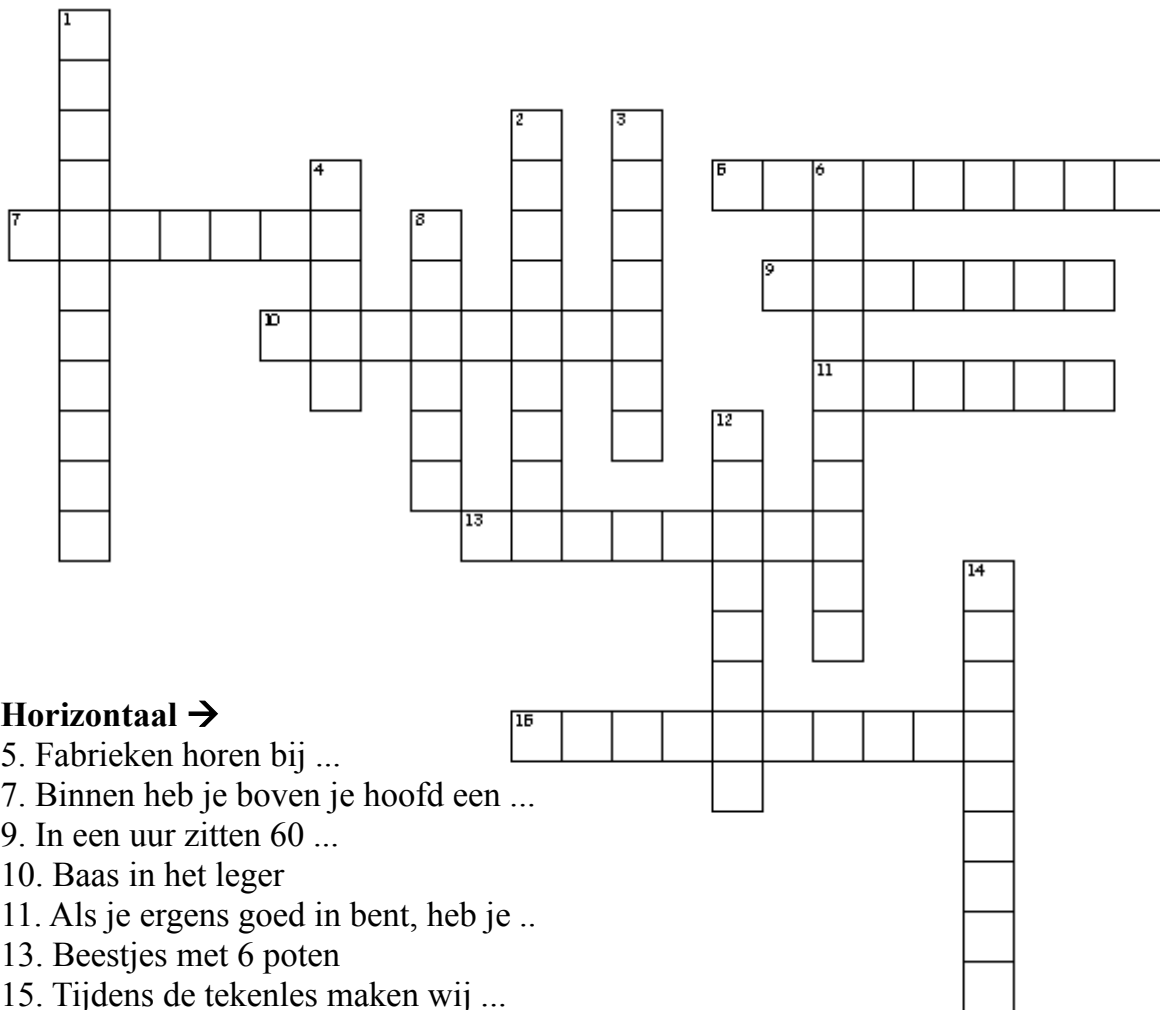 1
2
3
4
5
6
7
8
9
10
11
12
13
14
Horizontaal →
15
5. Fabrieken horen bij ...
7. Binnen heb je boven je hoofd een ...
9. In een uur zitten 60 ...
10. Baas in het leger
11. Als je ergens goed in bent, heb je ..
13. Beestjes met 6 poten
15. Tijdens de tekenles maken wij ...